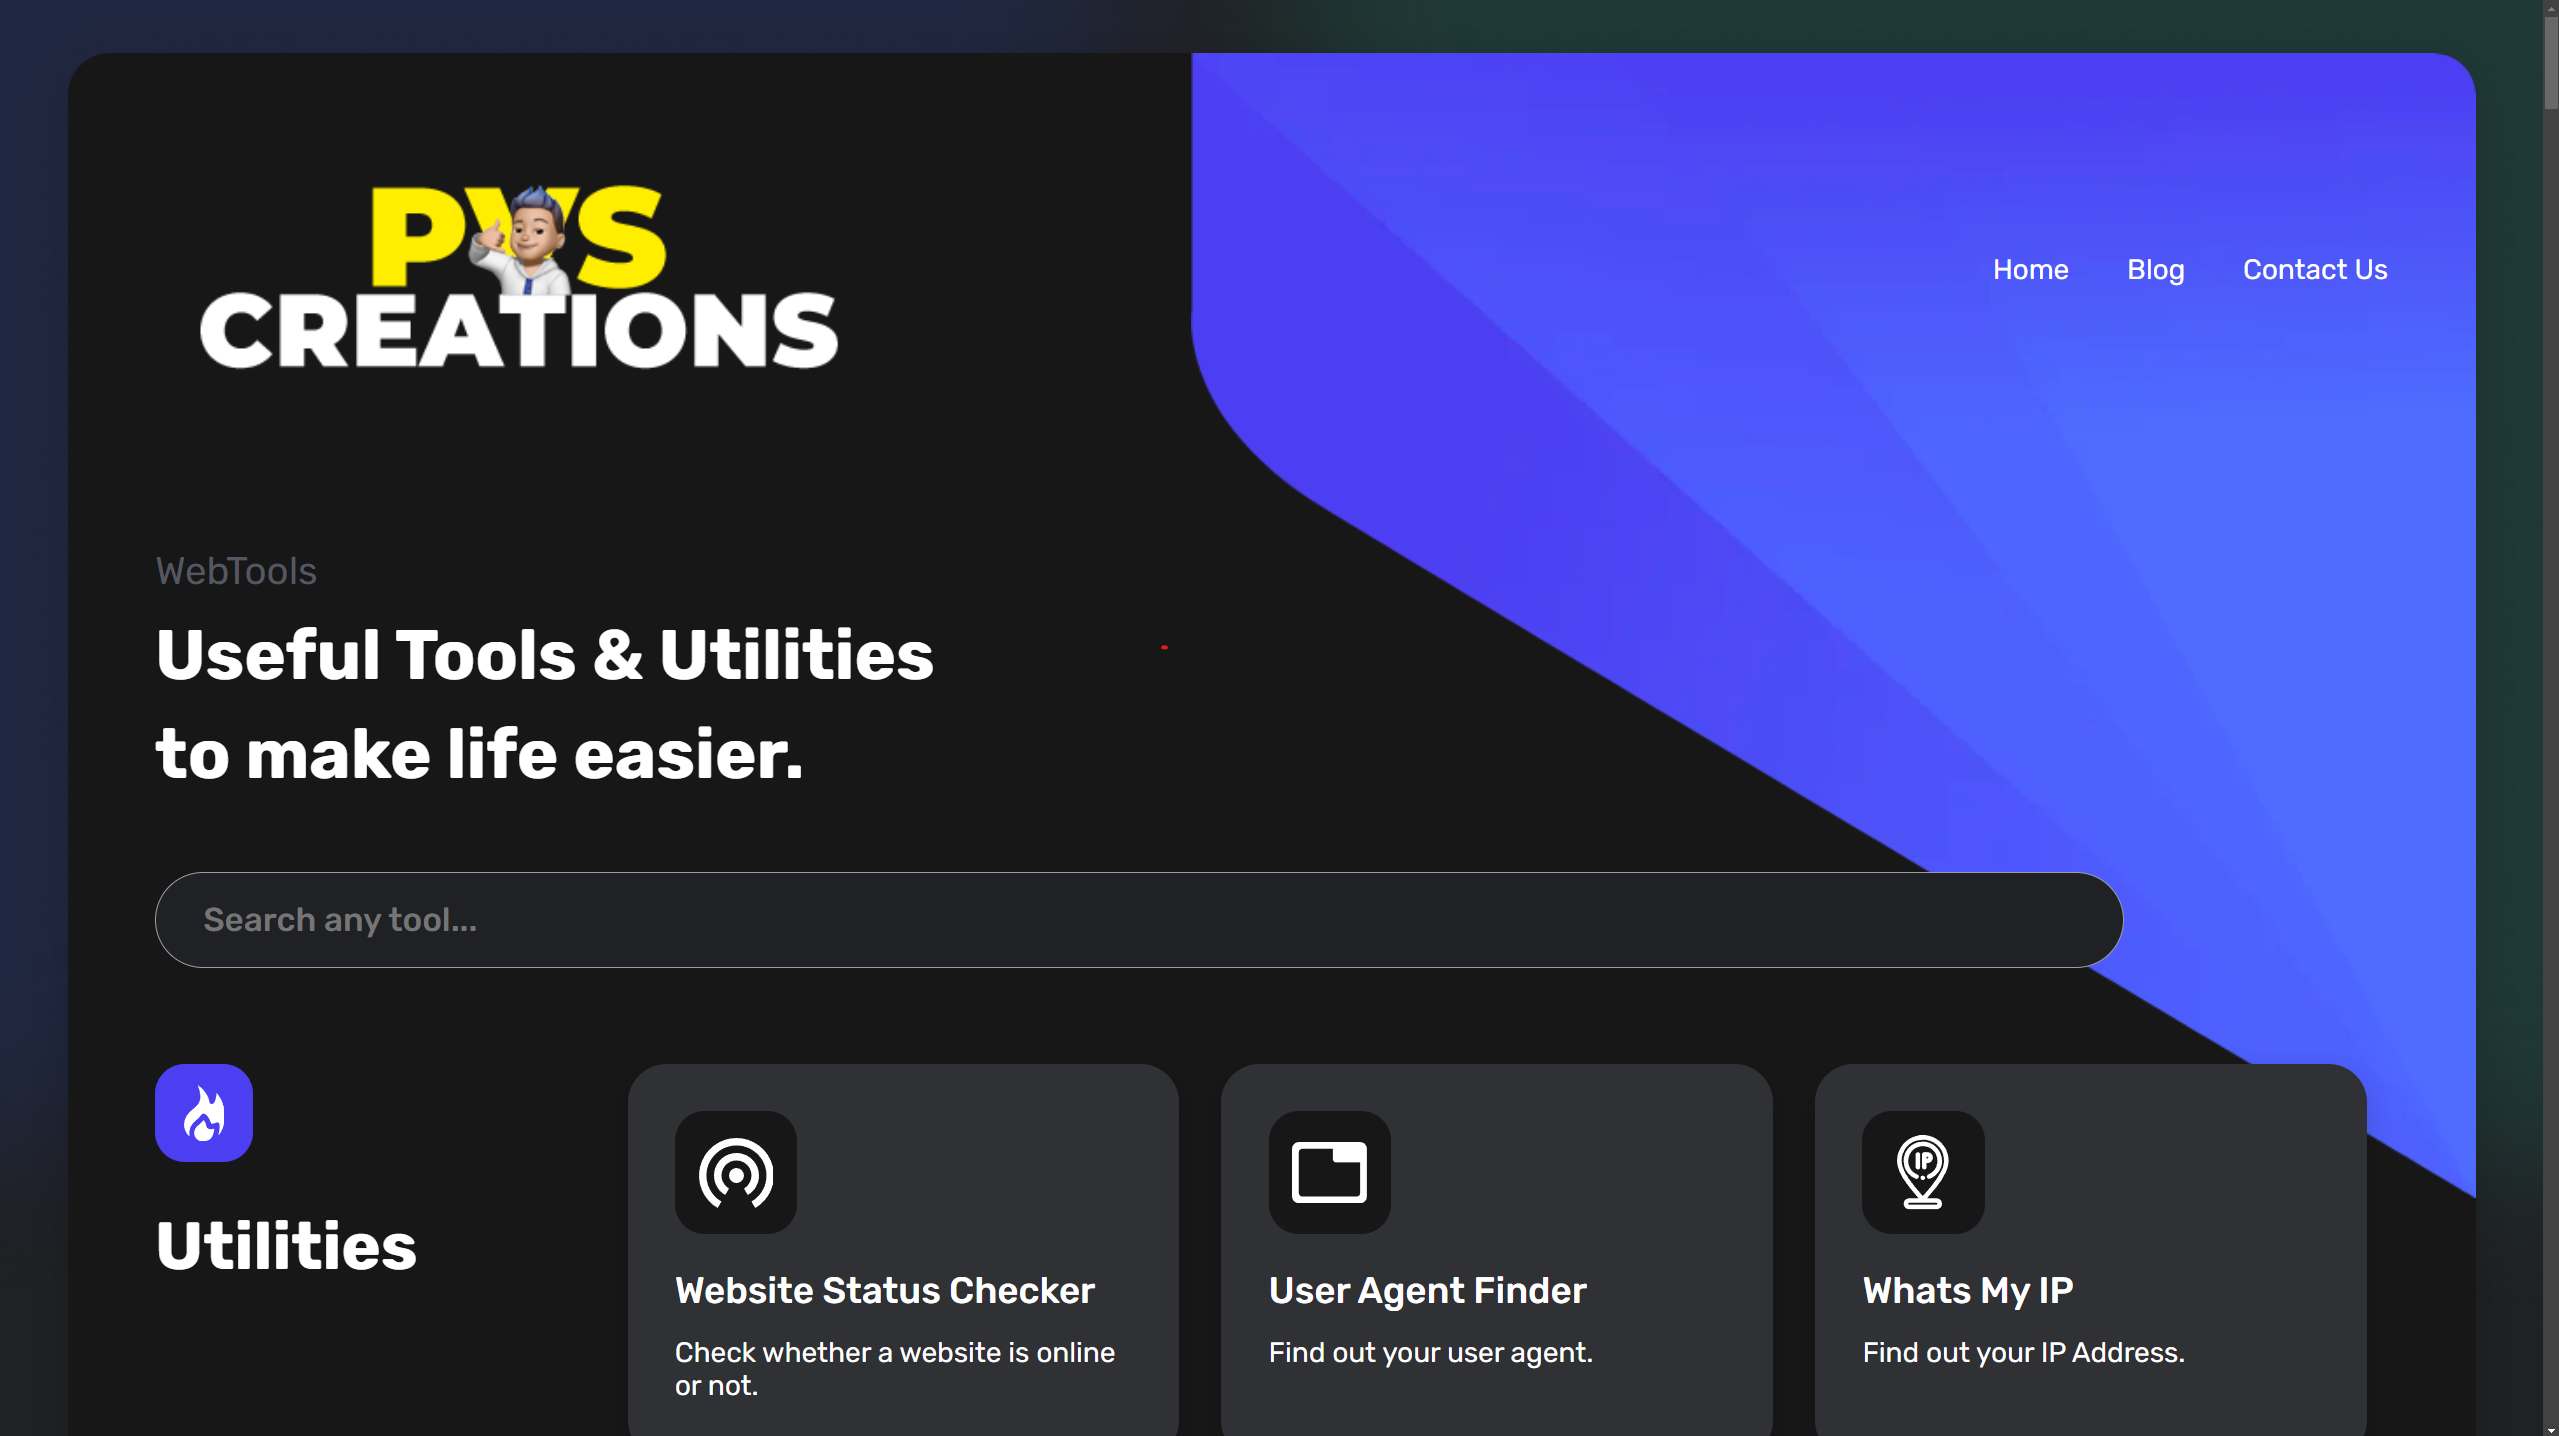 PVS
CREATIONS
Home
Blog
Contact Us
WebTools
Useful Tools & Utilities
to make life easier.
Search any tool...
Utilities
Website Status Checker
Check whether a website is online
or not.
User Agent Finder
Find out your user agent.
IP
Whats My IP
Find out your IP Address.